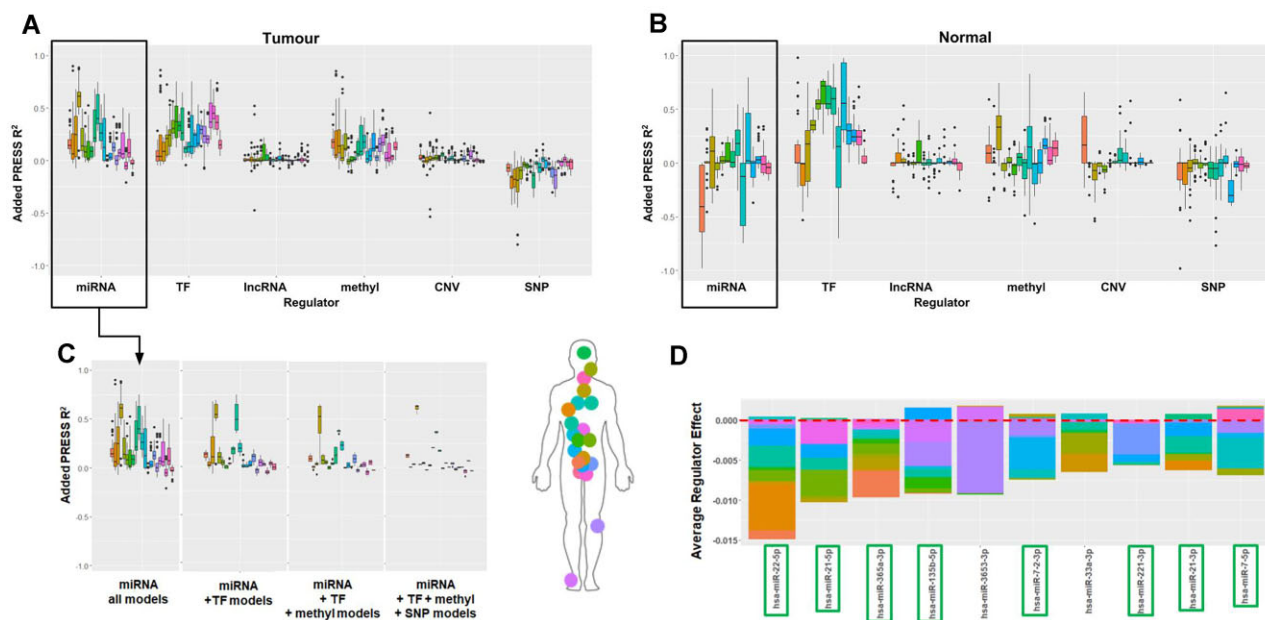 A
Tumour
Added PRESS R²
1.0
0.5
0.0
-0.5
-1.0
miRNA
TF
lncRNA
methyl
CNV
SNP
Regulator
B
Normal
Added PRESS R²
1.0
0.5
0.0
-0.5
-1.0
miRNA
TF
lncRNA
methyl
CNV
SNP
Regulator
C
Added PRESS R²
1.0
0.5
0.0
-0.5
-1.0
miRNA
all models
miRNA
+TF models
miRNA
+ TF
+ methyl models
miRNA
+ TF + methyl
+ SNP models
D
Average Regulator Effect
0.000
-0.005
-0.010
-0.015
hsa-miR-22-5p
hsa-miR-21-5p
hsa-miR-365a-3p
hsa-miR-135b-5p
hsa-miR-3653-3p
hsa-miR-7-2-3p
hsa-miR-33a-3p
hsa-miR-221-3p
hsa-miR-21-3p
hsa-miR-7-5p